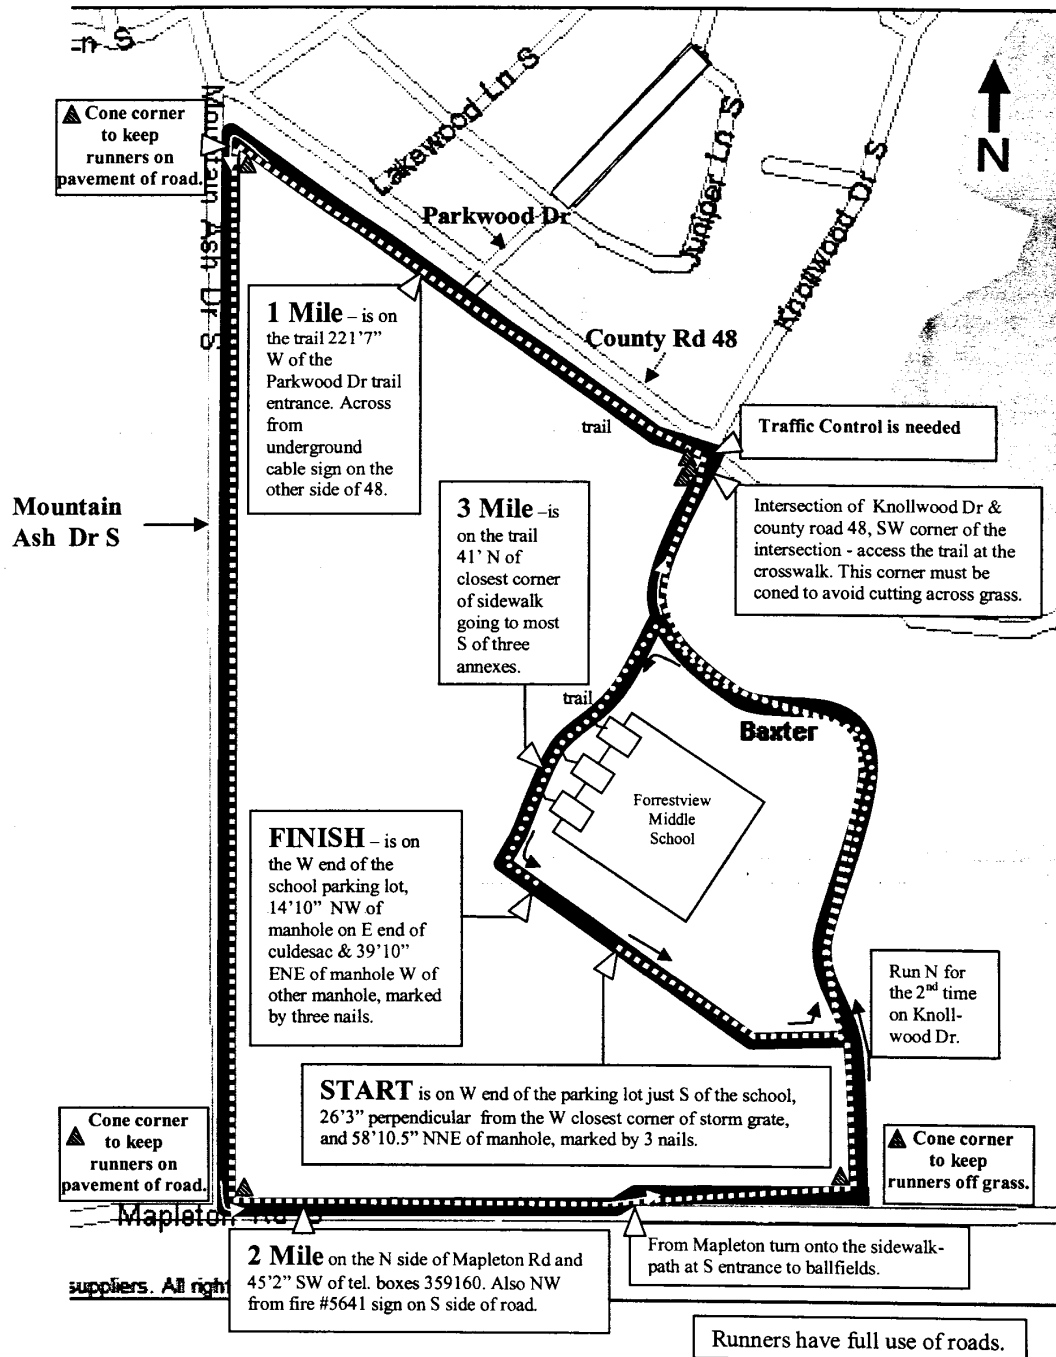 n S
Cone corner
to keep
runners on
pavement of road.
Mountain Ash Dr S
Lakewood Ln S
Parkwood Dr
Juniper Ln S
Knollwood Dr S
N
1 Mile – is on
the trail 221'7"
W of the
Parkwood Dr trail
entrance. Across
from
underground
cable sign on the
other side of 48.
County Rd 48
trail
Traffic Control is needed
Mountain
Ash Dr S
3 Mile –is
on the trail
41' N of
closest corner
of sidewalk
going to most
S of three
annexes.
Intersection of Knollwood Dr &
county road 48, SW corner of the
intersection - access the trail at the
crosswalk. This corner must be
coned to avoid cutting across grass.
trail
Baxter
Forrestview
Middle
School
FINISH – is on
the W end of the
school parking lot,
14'10" NW of
manhole on E end of
culdesac & 39'10"
ENE of manhole W of
other manhole, marked
by three nails.
Run N for
the 2nd time
on Knoll-
wood Dr.
START is on W end of the parking lot just S of the school,
26'3" perpendicular from the W closest corner of storm grate,
and 58'10.5" NNE of manhole, marked by 3 nails.
Cone corner
to keep
runners on
pavement of road.
Cone corner
to keep
runners off grass.
Mapleton Rd S
2 Mile on the N side of Mapleton Rd and
45'2" SW of tel. boxes 359160. Also NW
from fire #5641 sign on S side of road.
From Mapleton turn onto the sidewalk-
path at S entrance to ballfields.
suppliers. All right
Runners have full use of roads.